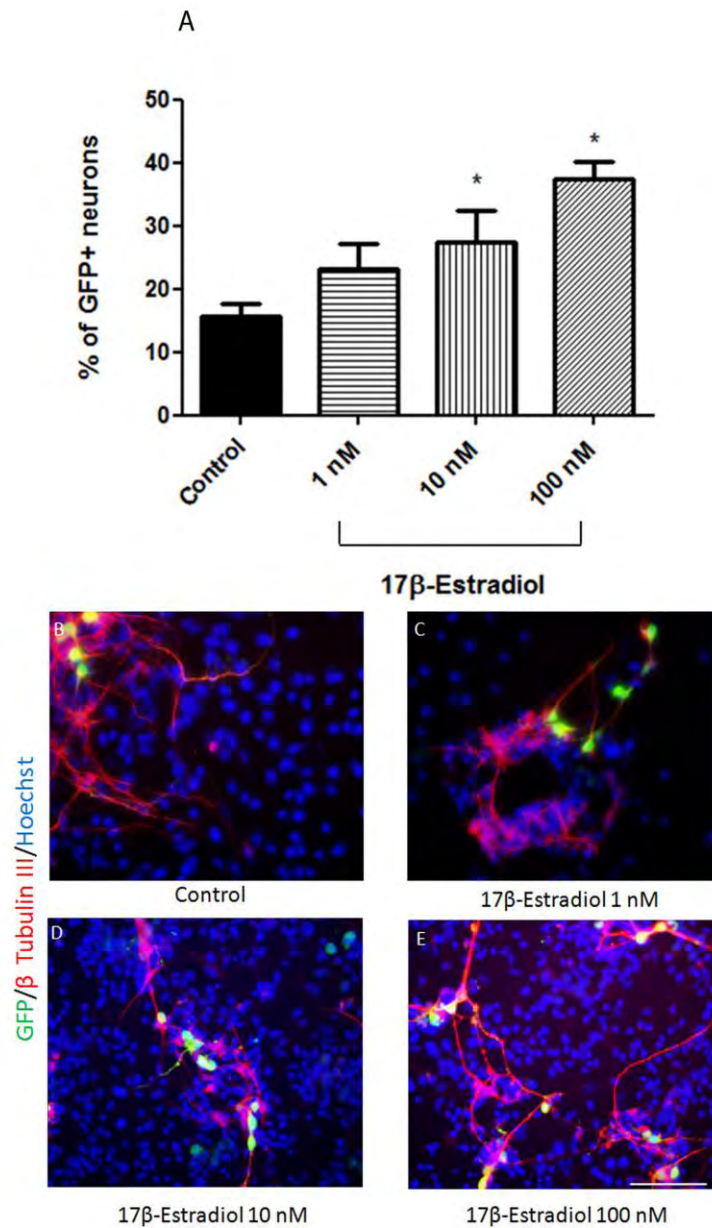 A
50
40
30
20
10
0
% of GFP+ neurons
*
*
Control
1 nM
10 nM
100 nM
17β-Estradiol
GFP/β Tubulin III/Hoechst
B
C
Control
17β-Estradiol 1 nM
D
E
17β-Estradiol 10 nM
17β-Estradiol 100 nM